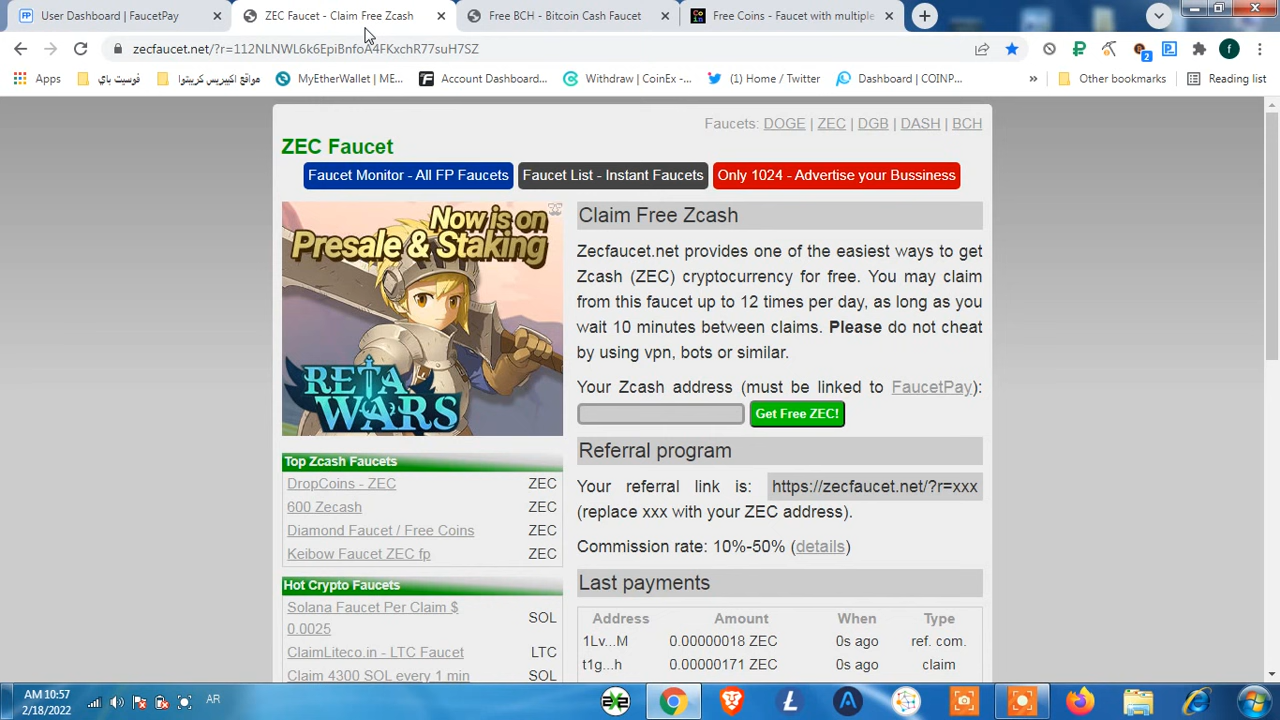 User Dashboard | FaucetPay
ZEC Faucet - Claim Free Zcash
Free BCH - Bitcoin Cash Faucet
Free Coins - Faucet with multiple
zecfaucet.net/?r=112NLNWL6k6EpiBnfoA4FKxchR77suH7SZ
Apps
فوسيت باي
مواقع اكبيريس كريبتوا
MyEtherWallet | ME...
Account Dashboard...
Withdraw | CoinEx -...
(1) Home / Twitter
Dashboard | COINP...
»
Other bookmarks
Reading list
Faucets: DOGE | ZEC | DGB | DASH | BCH
ZEC Faucet
Faucet Monitor - All FP Faucets
Faucet List - Instant Faucets
Only 1024 - Advertise your Bussiness
Now is on
Presale & Staking
RETA
WARS
Claim Free Zcash
Zecfaucet.net provides one of the easiest ways to get
Zcash (ZEC) cryptocurrency for free. You may claim
from this faucet up to 12 times per day, as long as you
wait 10 minutes between claims. Please do not cheat
by using vpn, bots or similar.
Your Zcash address (must be linked to FaucetPay):
Get Free ZEC!
Referral program
Your referral link is: https://zecfaucet.net/?r=xxx
(replace xxx with your ZEC address).
Commission rate: 10%-50% (details)
Last payments
Address Amount When Type
1Lv...M 0.00000018 ZEC 0s ago ref. com.
t1g...h 0.00000171 ZEC 0s ago claim
Top Zcash Faucets
DropCoins - ZEC ZEC
600 Zecash ZEC
Diamond Faucet / Free Coins ZEC
Keibow Faucet ZEC fp ZEC
Hot Crypto Faucets
Solana Faucet Per Claim $
0.0025 SOL
ClaimLiteco.in - LTC Faucet LTC
Claim 4300 SOL every 1 min SOL
AM 10:57
2/18/2022
AR